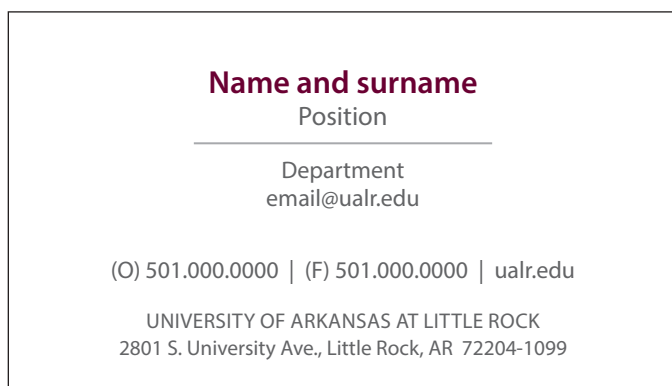 Name and surname
Position
Department
email@ualr.edu
(O) 501.000.0000 | (F) 501.000.0000 | ualr.edu
UNIVERSITY OF ARKANSAS AT LITTLE ROCK
2801 S. University Ave., Little Rock, AR 72204-1099